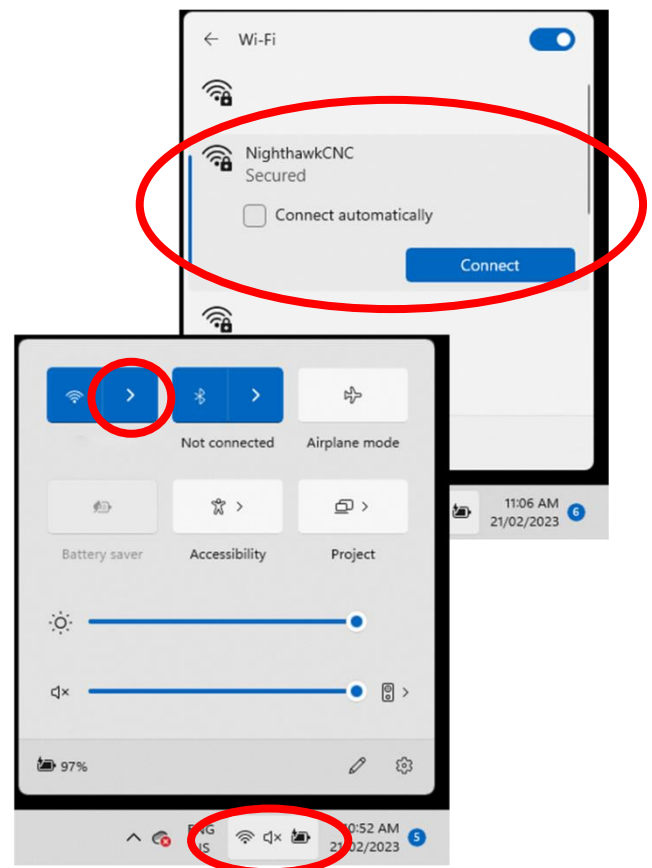 Wi-Fi
NighthawkCNC
Secured
Connect automatically
Connect
11:06 AM
21/02/2023
6
Not connected
Airplane mode
Battery saver
Accessibility
Project
97%
10:52 AM
21/02/2023
5